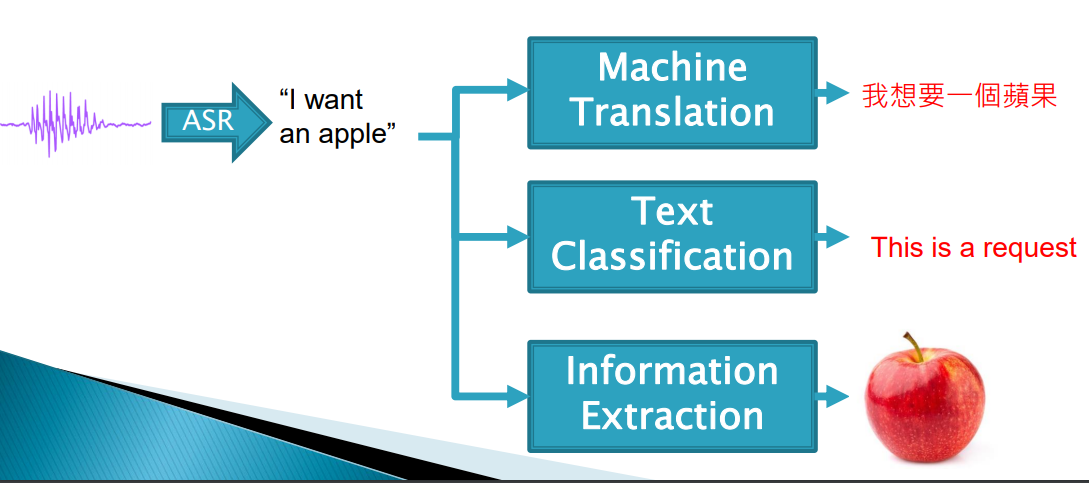 ASR
“I want
an apple”
Machine
Translation
我想要一個蘋果
Text
Classification
This is a request
Information
Extraction